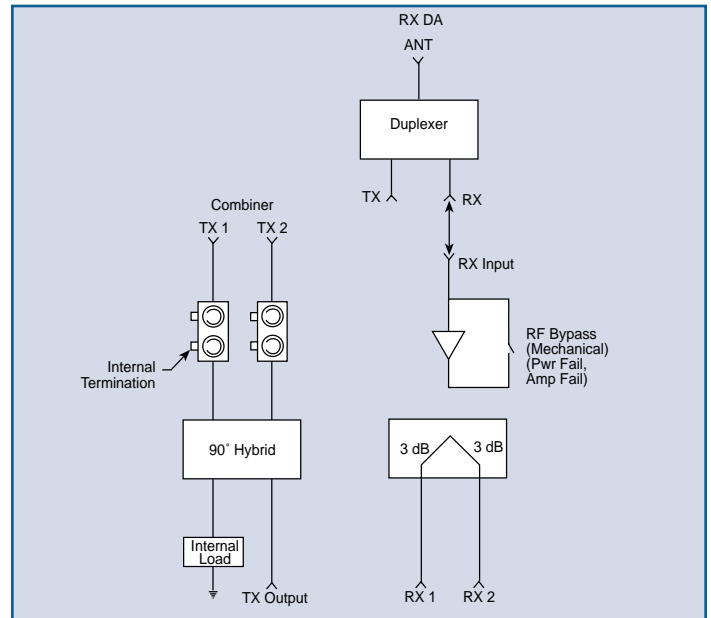 RX DA
ANT
Duplexer
TX
RX
Combiner
TX 1
TX 2
RX Input
RF Bypass
(Mechanical)
(Pwr Fail,
Amp Fail)
Internal
Termination
90˚ Hybrid
3 dB
3 dB
Internal
Load
TX Output
RX 1
RX 2